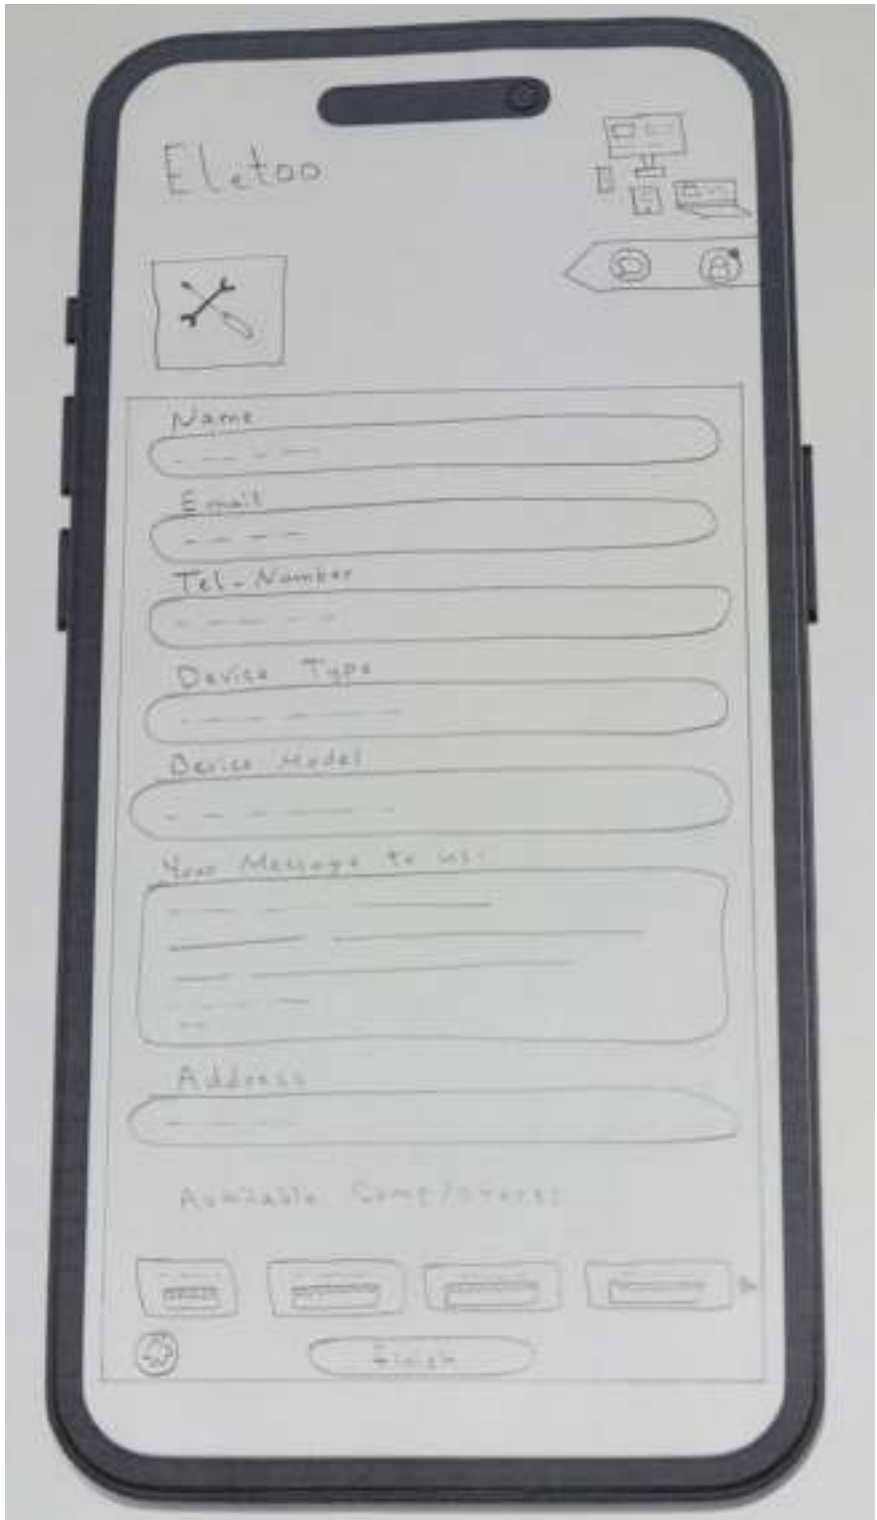 Eletoo
Name
Email
Tel-Number
Device Type
Device Model
Your Message to us:
Address
Available
Finish